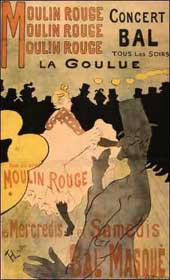 MOULIN ROUGE CONCERT
MOULIN ROUGE BAL
MOULIN ROUGE TOUS LES SOIRS
LA GOULUE
MOULIN ROUGE
les Mercredis et Samedis
BAL MASQUÉ